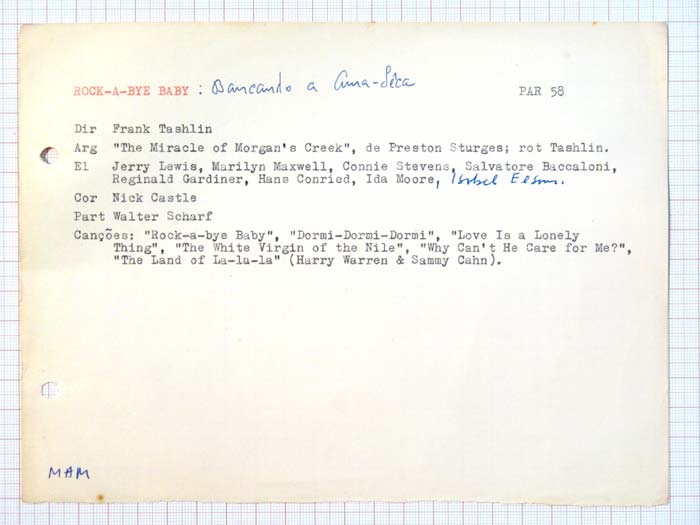 ROCK-A-BYE BABY : Bancando a Ama-Sêca PAR 58
Dir Frank Tashlin
Arg "The Miracle of Morgan's Creek", de Preston Sturges; rot Tashlin.
El Jerry Lewis, Marilyn Maxwell, Connie Stevens, Salvatore Baccaloni,
Reginald Gardiner, Hans Conried, Ida Moore, Isobel Elsom.
Cor Nick Castle
Part Walter Scharf
Canções: "Rock-a-bye Baby", "Dormi-Dormi-Dormi", "Love Is a Lonely
Thing", "The White Virgin of the Nile", "Why Can't He Care for Me?",
"The Land of La-la-la" (Harry Warren & Sammy Cahn).
MAM